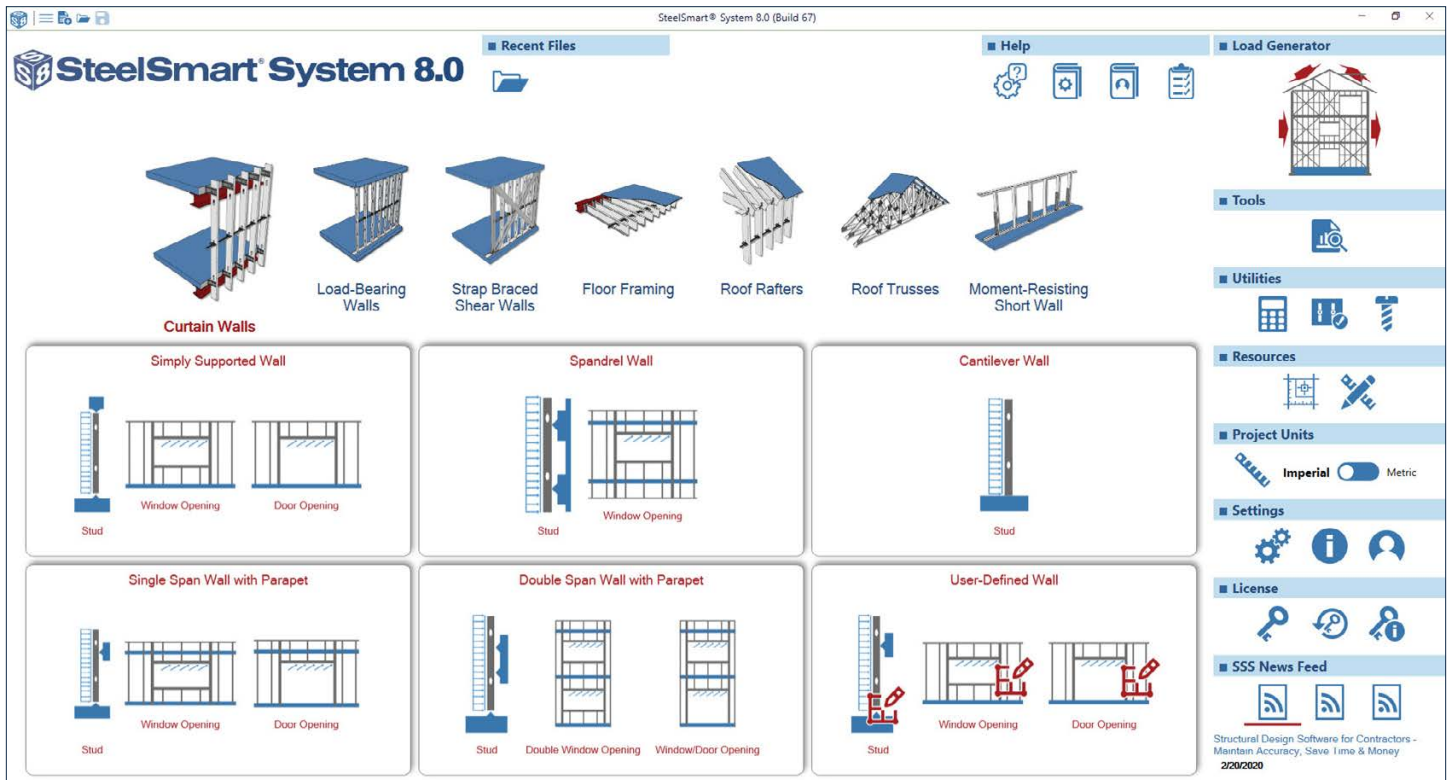 SteelSmart® System 8.0 (Build 67)
SSS SteelSmart® System 8.0
Recent Files
Help
Load Generator
Tools
Utilities
Resources
Project Units
Imperial Metric
Settings
License
SSS News Feed
Structural Design Software for Contractors -
Maintain Accuracy, Save Time & Money
2/20/2020
Curtain Walls
Load-Bearing
Walls
Strap Braced
Shear Walls
Floor Framing
Roof Rafters
Roof Trusses
Moment-Resisting
Short Wall
Simply Supported Wall
Stud
Window Opening
Door Opening
Spandrel Wall
Stud
Window Opening
Cantilever Wall
Stud
Single Span Wall with Parapet
Stud
Window Opening
Door Opening
Double Span Wall with Parapet
Stud
Double Window Opening
Window/Door Opening
User-Defined Wall
Stud
Window Opening
Door Opening